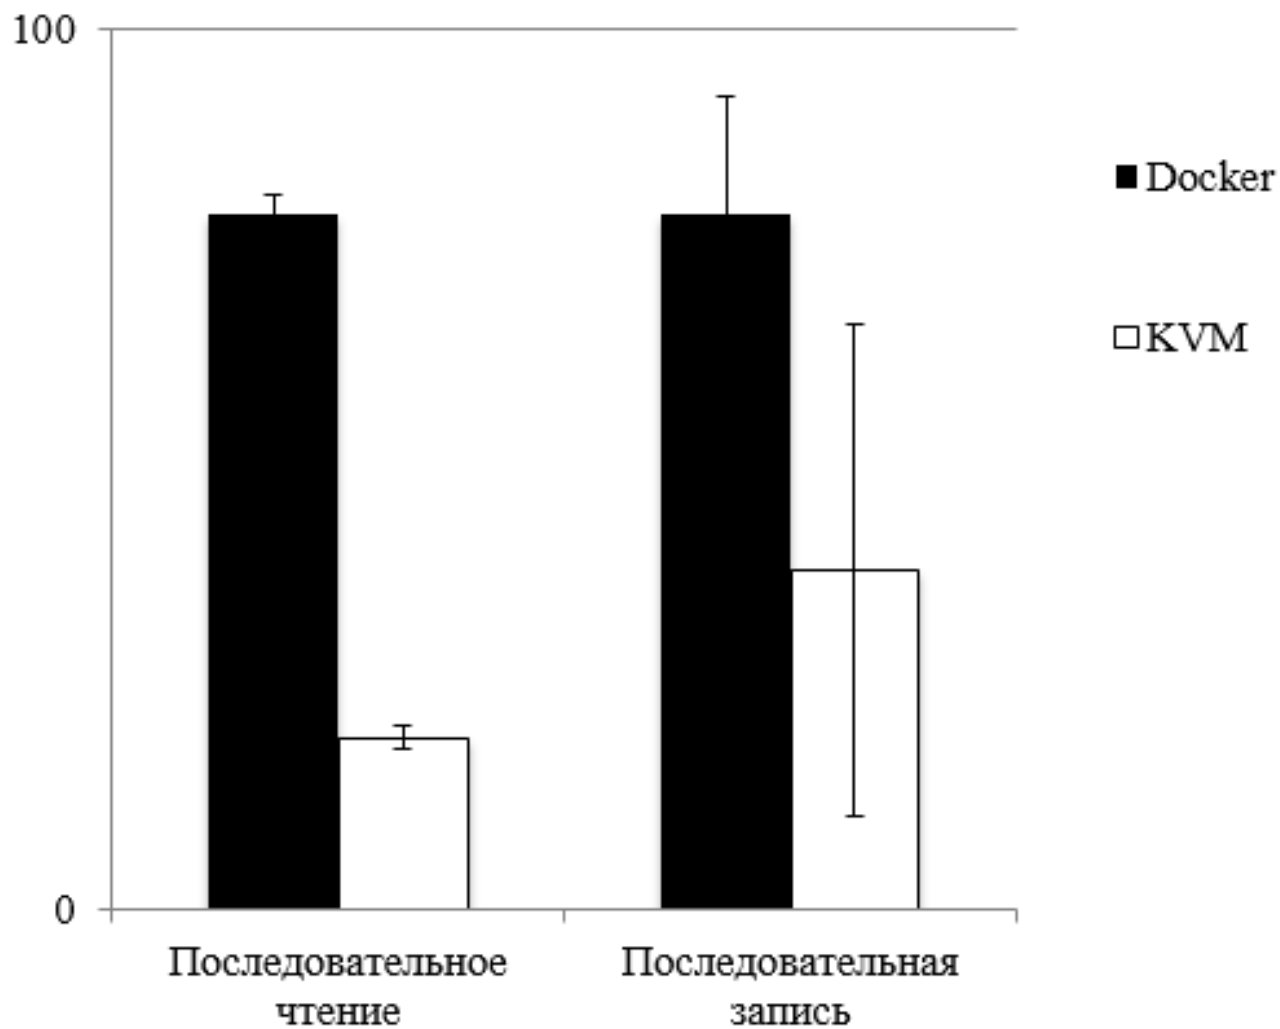 100
Docker
KVM
0
Последовательное
чтение
Последовательная
запись